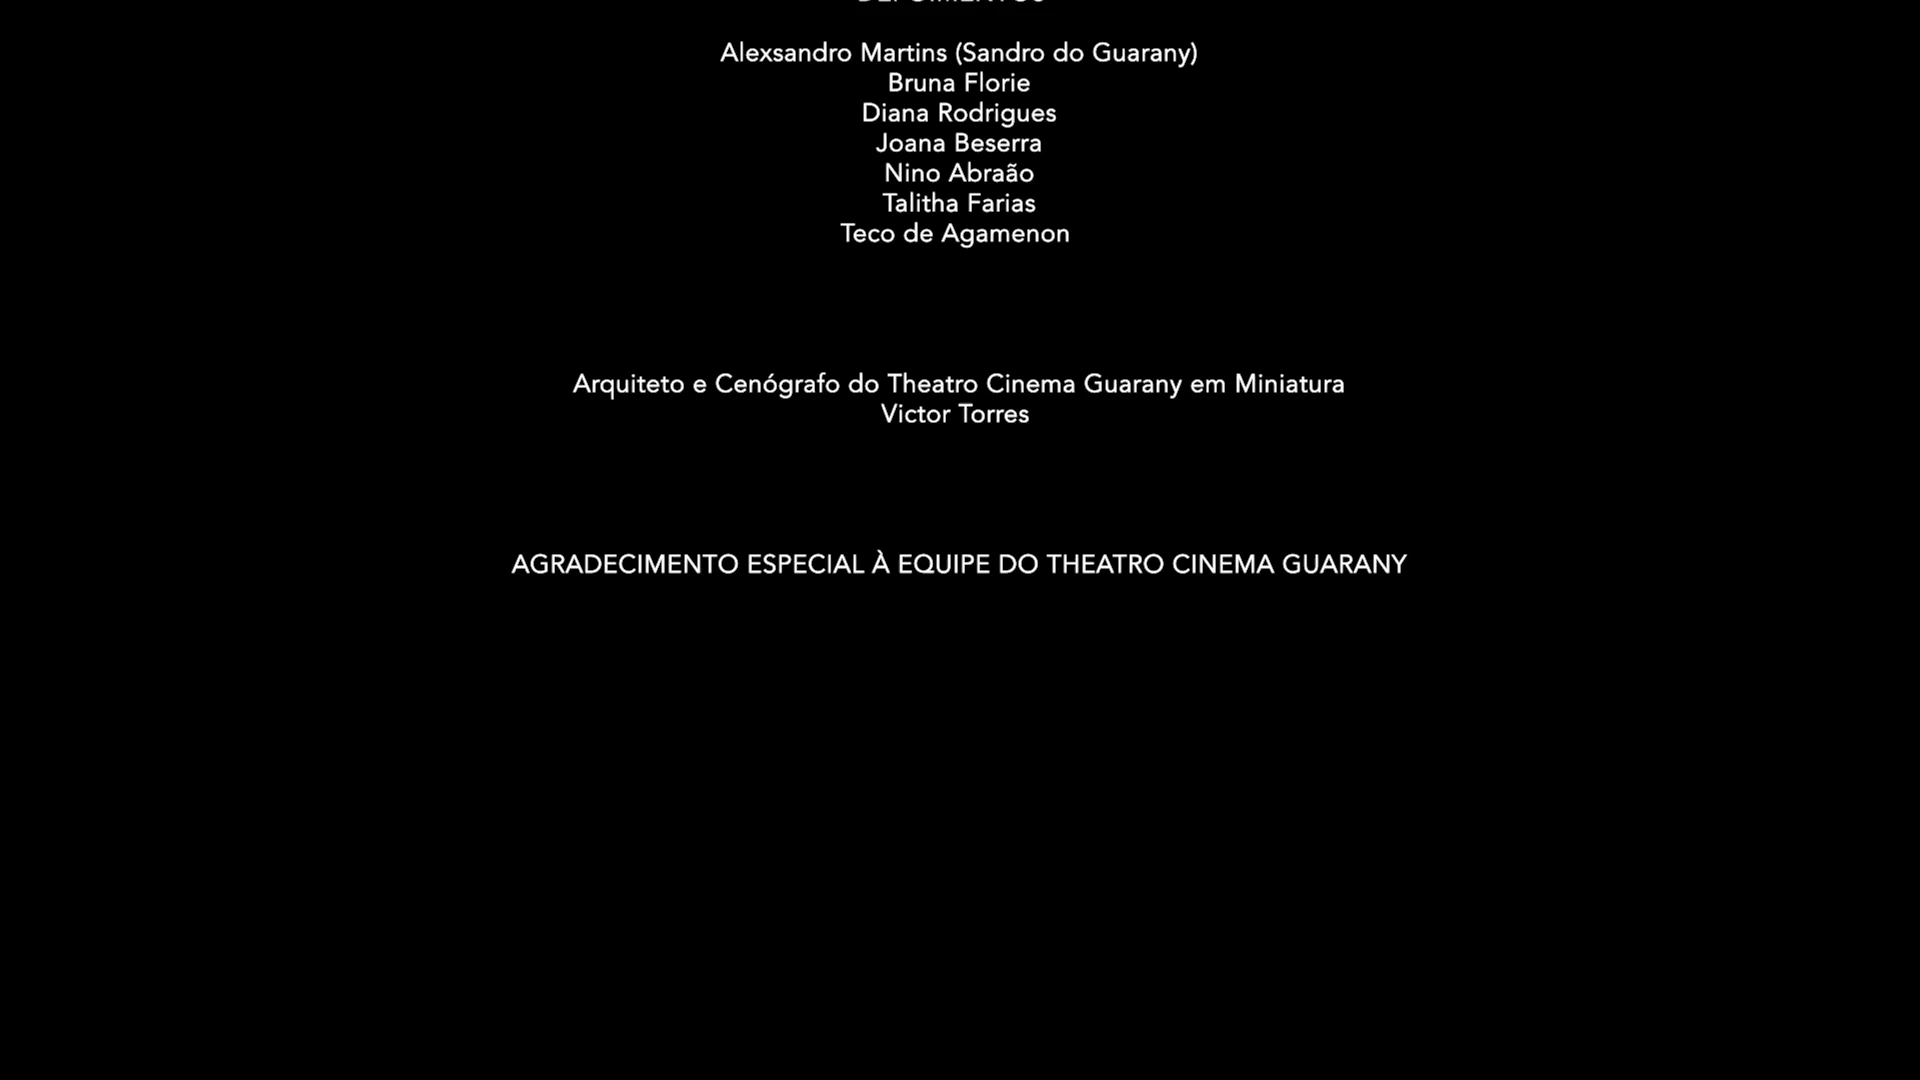 DEPOIMENTOS
Alexsandro Martins (Sandro do Guarany)
Bruna Florie
Diana Rodrigues
Joana Beserra
Nino Abraão
Talitha Farias
Teco de Agamenon
Arquiteto e Cenógrafo do Theatro Cinema Guarany em Miniatura
Victor Torres
AGRADECIMENTO ESPECIAL À EQUIPE DO THEATRO CINEMA GUARANY